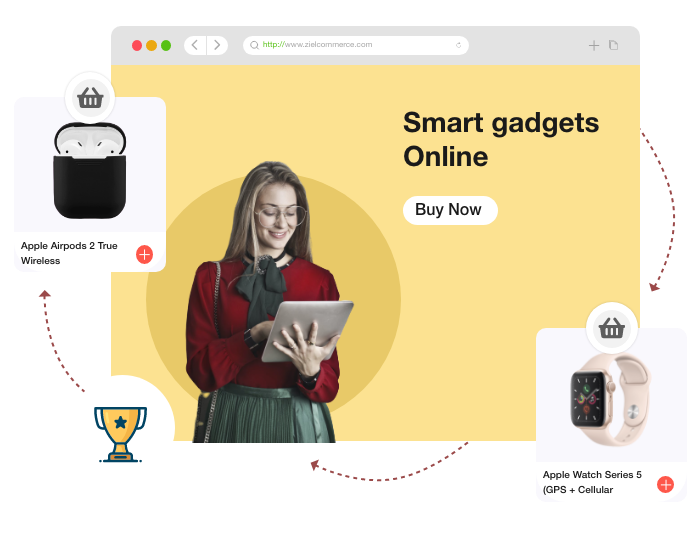 http://www.zielcommerce.com
Smart gadgets
Online
Buy Now
Apple Airpods 2 True
Wireless
Apple Watch Series 5
(GPS + Cellular